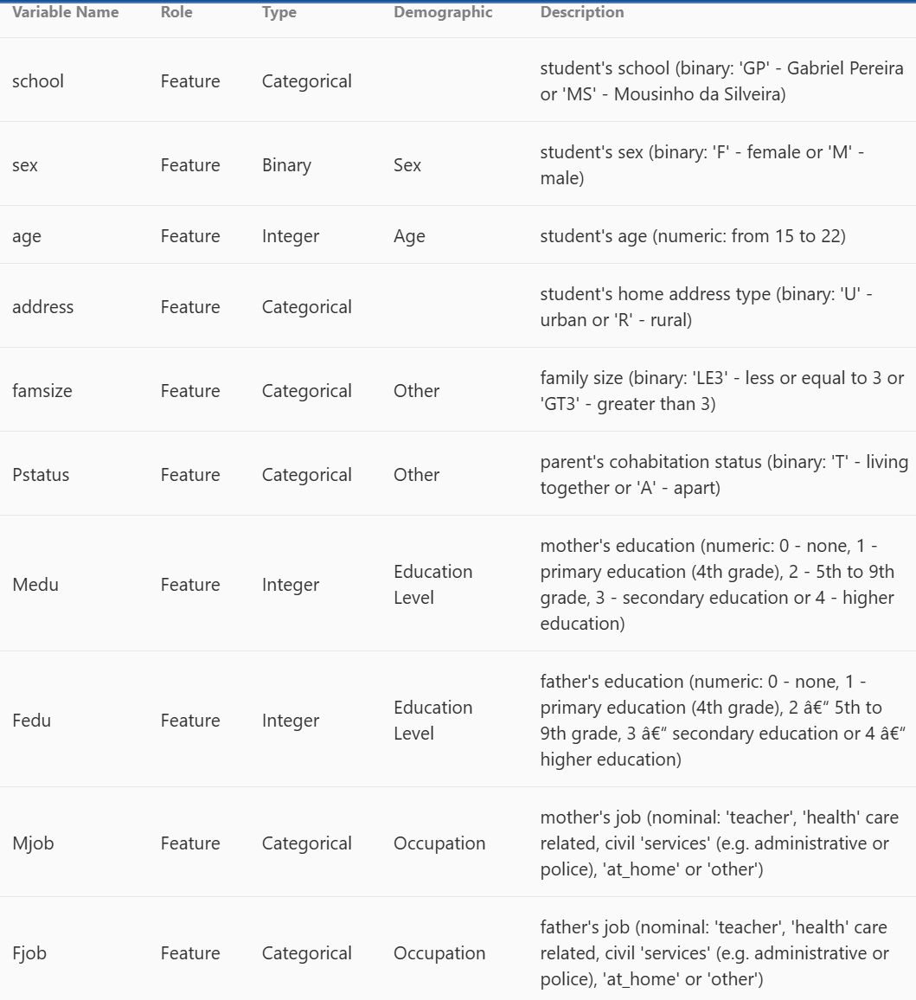 Variable Name Role Type Demographic Description
school Feature Categorical student's school (binary: 'GP' - Gabriel Pereira
or 'MS' - Mousinho da Silveira)
sex Feature Binary Sex student's sex (binary: 'F' - female or 'M' -
male)
age Feature Integer Age student's age (numeric: from 15 to 22)
address Feature Categorical student's home address type (binary: 'U' -
urban or 'R' - rural)
famsize Feature Categorical Other family size (binary: 'LE3' - less or equal to 3 or
'GT3' - greater than 3)
Pstatus Feature Categorical Other parent's cohabitation status (binary: 'T' - living
together or 'A' - apart)
Medu Feature Integer Education Level mother's education (numeric: 0 - none, 1 -
primary education (4th grade), 2 - 5th to 9th
grade, 3 - secondary education or 4 - higher
education)
Fedu Feature Integer Education Level father's education (numeric: 0 - none, 1 -
primary education (4th grade), 2 â€“ 5th to
9th grade, 3 â€“ secondary education or 4 â€“
higher education)
Mjob Feature Categorical Occupation mother's job (nominal: 'teacher', 'health' care
related, civil 'services' (e.g. administrative or
police), 'at_home' or 'other')
Fjob Feature Categorical Occupation father's job (nominal: 'teacher', 'health' care
related, civil 'services' (e.g. administrative or
police), 'at_home' or 'other')